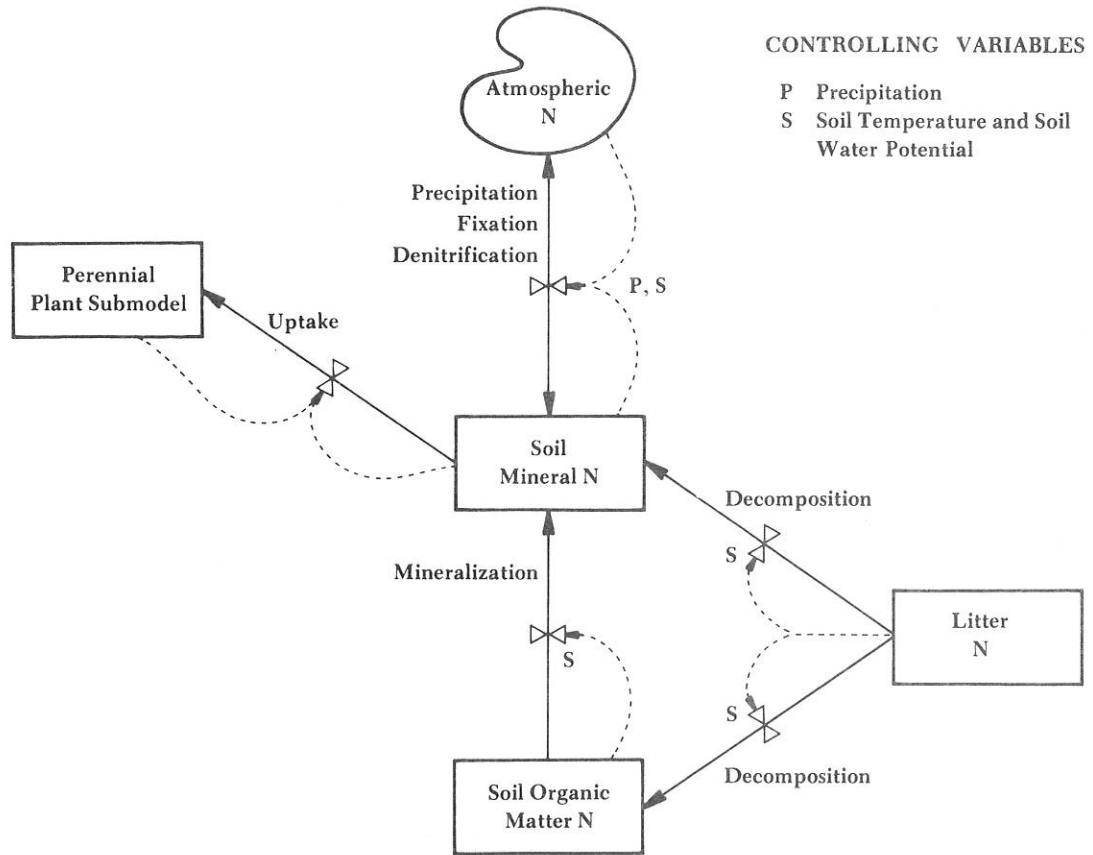 CONTROLLING VARIABLES
P Precipitation
S Soil Temperature and Soil
Water Potential
Atmospheric
N
Precipitation
Fixation
Denitrification
P, S
Perennial
Plant Submodel
Uptake
Soil
Mineral N
Decomposition
S
Mineralization
S
Litter
N
S
Decomposition
Soil Organic
Matter N